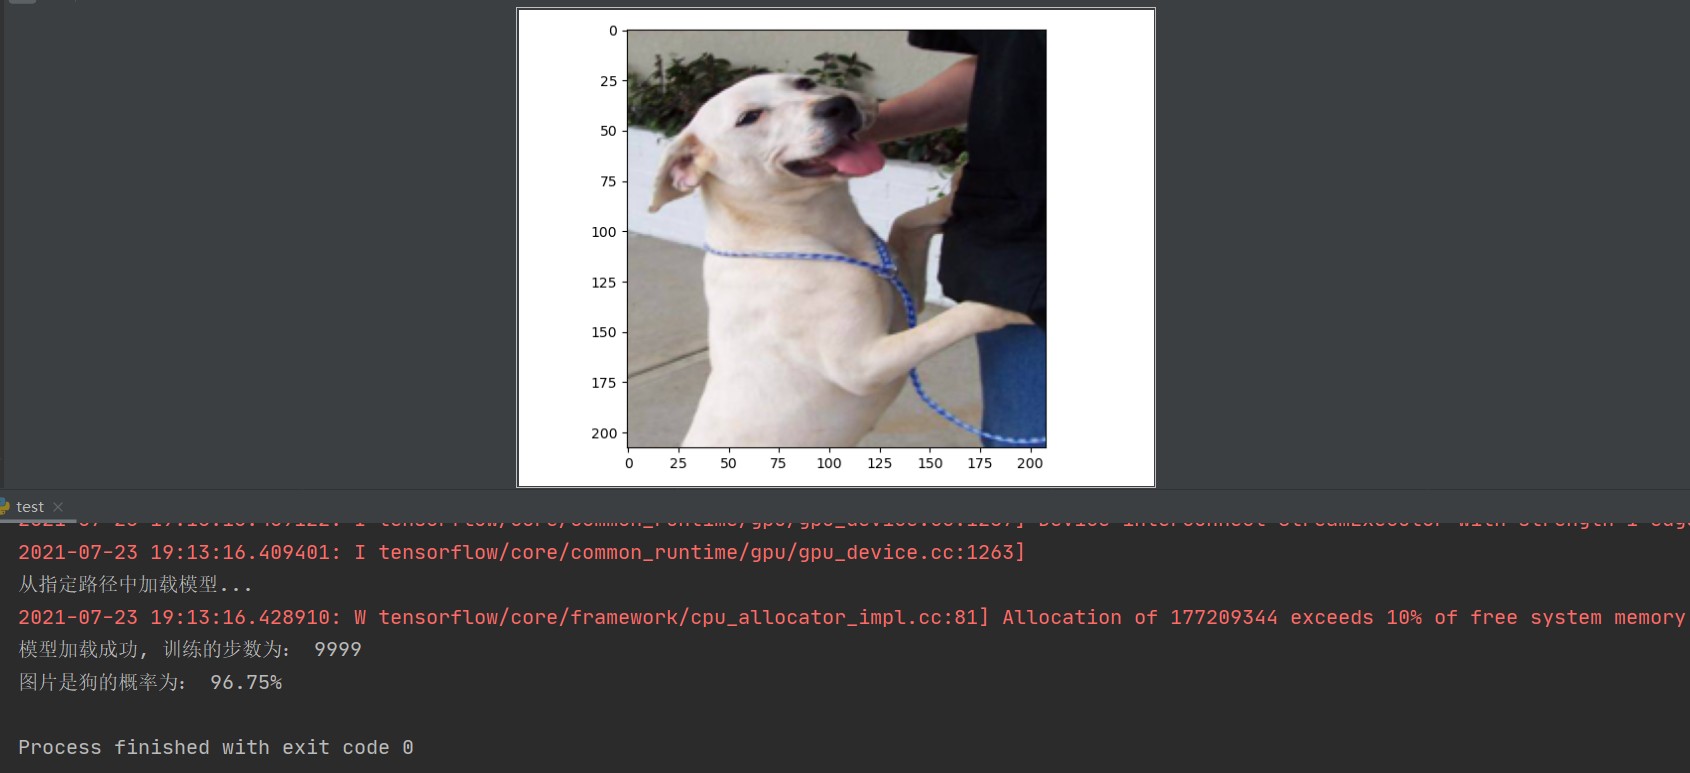 0
25
50
75
100
125
150
175
200
0 25 50 75 100 125 150 175 200
test
2021-07-23 19:13:16.409401: I tensorflow/core/common_runtime/gpu/gpu_device.cc:1263]
从指定路径中加载模型...
2021-07-23 19:13:16.428910: W tensorflow/core/framework/cpu_allocator_impl.cc:81] Allocation of 177209344 exceeds 10% of free system memory
模型加载成功, 训练的步数为: 9999
图片是狗的概率为: 96.75%
Process finished with exit code 0